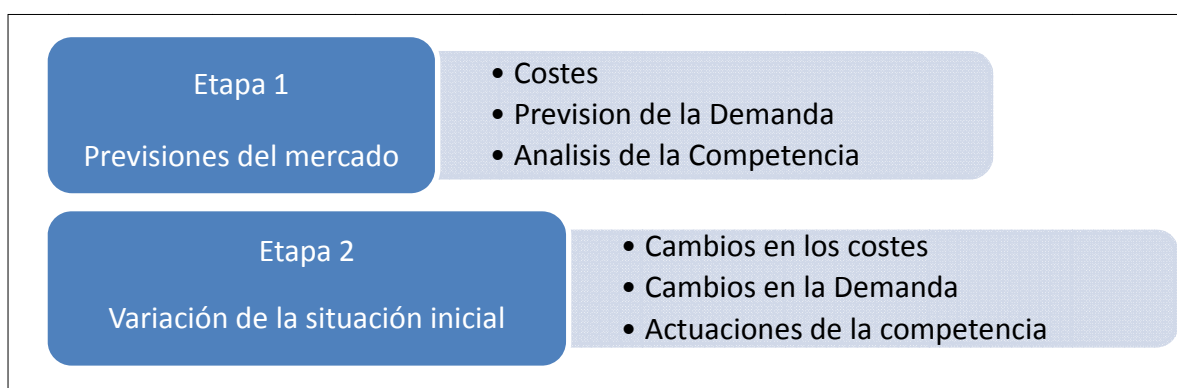 Etapa 1
Previsiones del mercado
• Costes
• Prevision de la Demanda
• Analisis de la Competencia
Etapa 2
Variación de la situación inicial
• Cambios en los costes
• Cambios en la Demanda
• Actuaciones de la competencia